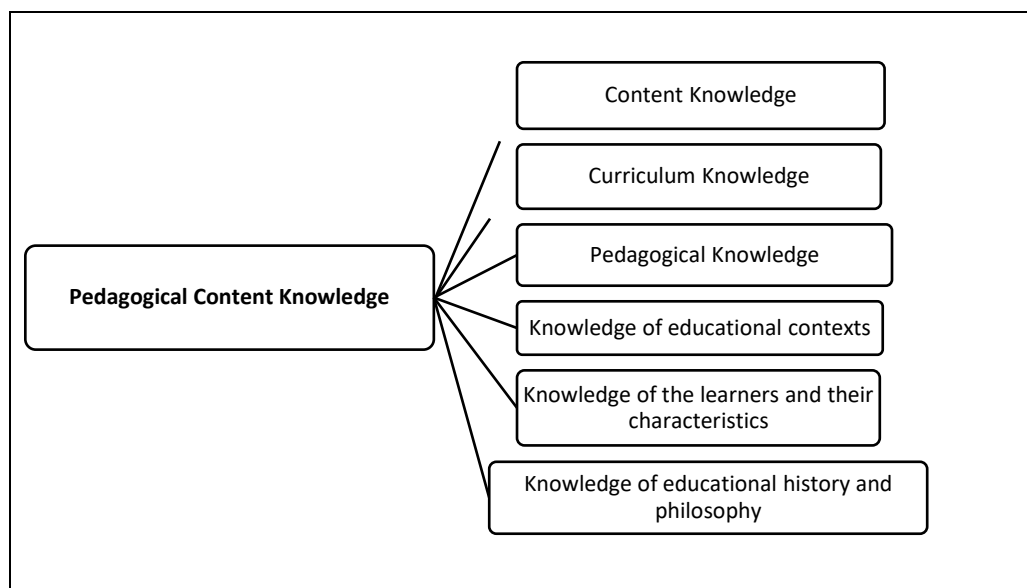 Content Knowledge
Curriculum Knowledge
Pedagogical Knowledge
Pedagogical Content Knowledge
Knowledge of educational contexts
Knowledge of the learners and their
characteristics
Knowledge of educational history and
philosophy